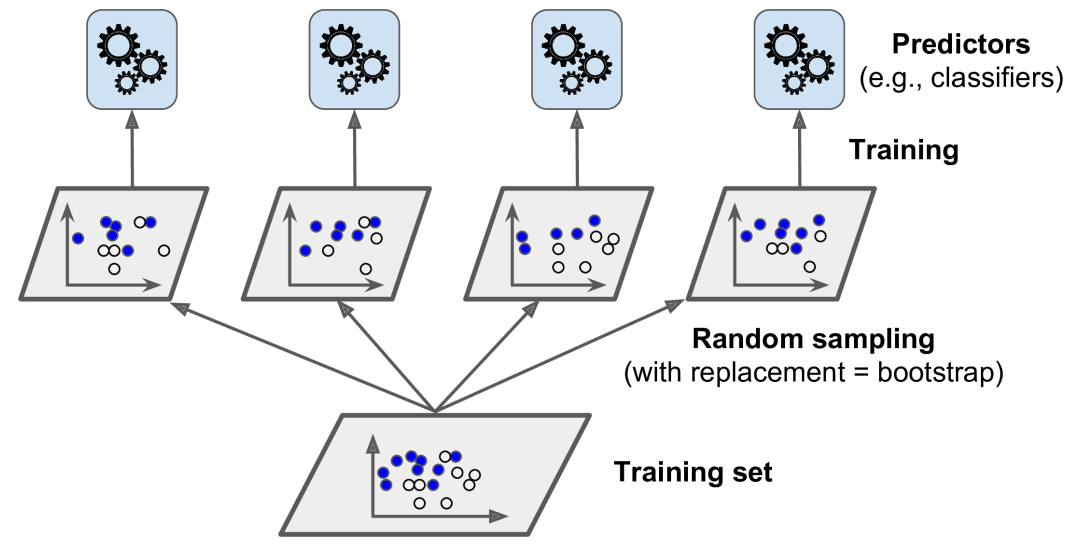 Predictors
(e.g., classifiers)
Training
Random sampling
(with replacement = bootstrap)
Training set